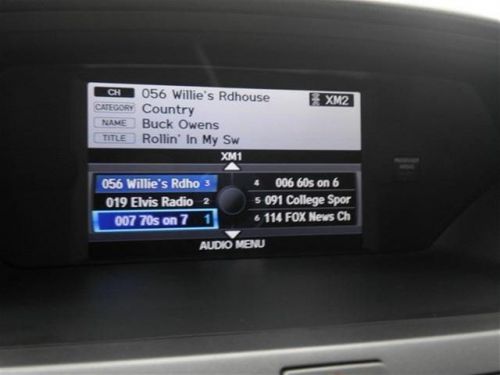 CH 056 Willie's Rdhouse XM2
CATEGORY Country
NAME Buck Owens
TITLE Rollin' In My Sw
XM1
056 Willie's Rdho 3 4 006 60s on 6
019 Elvis Radio 2 5 091 College Spor
007 70s on 7 1 6 114 FOX News Ch
AUDIO MENU
PASSENGER